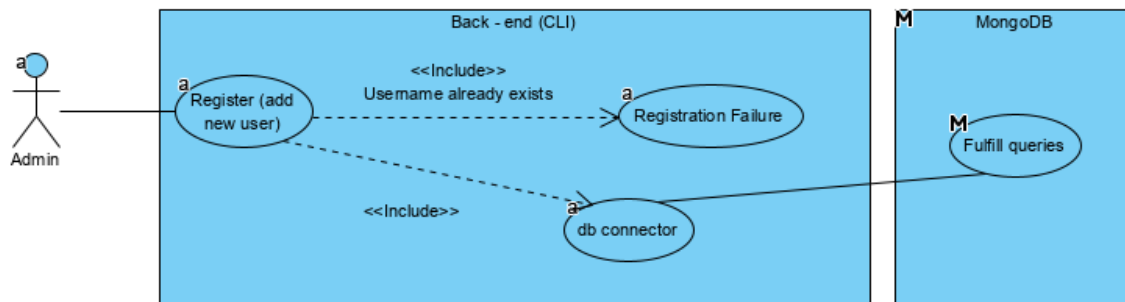 Back - end (CLI)
M
MongoDB
a
Admin
a
Register (add
new user)
<<Include>>
Username already exists
a
Registration Failure
M
Fulfill queries
<<Include>>
a
db connector